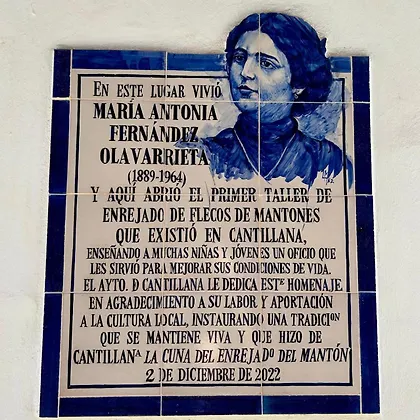 EN ESTE LUGAR VIVIÓ
MARÍA ANTONIA
FERNÁNDEZ
OLAVARRIETA
(1889-1964)
Y AQUÍ ABRIÓ EL PRIMER TALLER DE
ENREJADO DE FLECOS DE MANTONES
QUE EXISTIÓ EN CANTILLANA,
ENSEÑANDO A MUCHAS NIÑAS Y JÓVENES UN OFICIO QUE
LES SIRVIÓ PARA MEJORAR SUS CONDICIONES DE VIDA.
EL AYTO. D CANTILLANA LE DEDICA ESTE HOMENAJE
EN AGRADECIMIENTO A SU LABOR Y APORTACIÓN
A LA CULTURA LOCAL, INSTAURANDO UNA TRADICION
QUE SE MANTIENE VIVA Y QUE HIZO DE
CANTILLANA LA CUNA DEL ENREJADO DEL MANTÓN
2 DE DICIEMBRE DE 2022